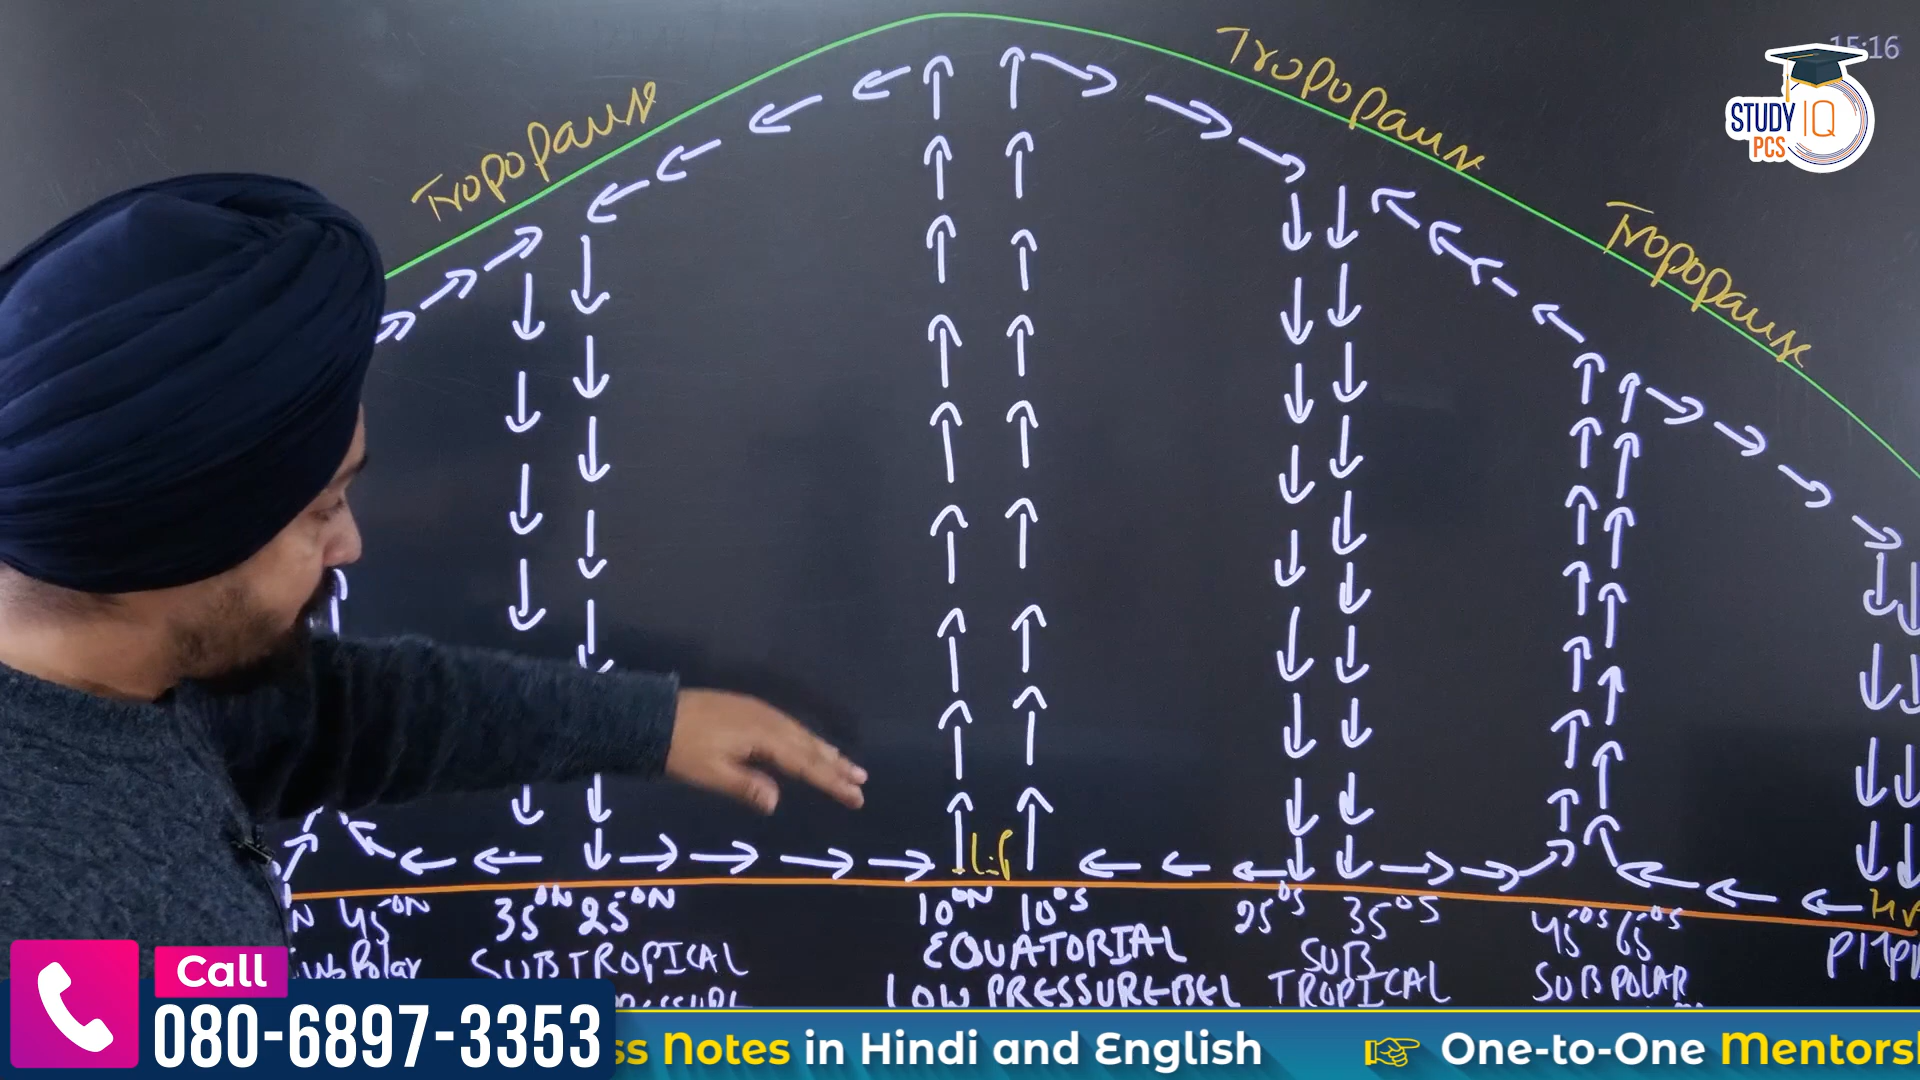 15:16
STUDY IQ
PCS
Tropopause
Tropopause
Tropopause
L.P
45°N 35°N 25°N 10°N 10°S 25°S 35°S 45°S 65°S
Sub Polar SUBTROPICAL EQUATORIAL SUB SUBPOLAR
LOW PRESSURE BEL TROPICAL
Call
080-6897-3353
ss Notes in Hindi and English One-to-One Mentors